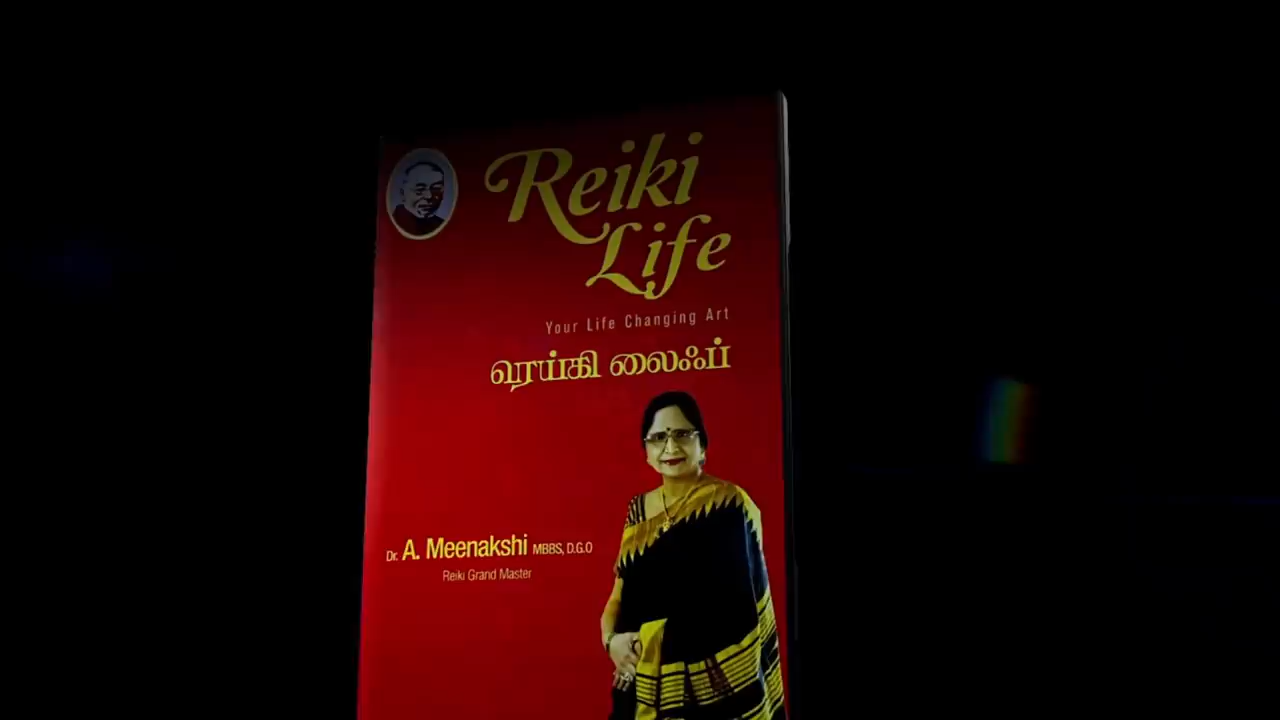 Reiki
Life
Your Life Changing Art
ரெய்கி லைஃப்
Dr. A. Meenakshi MBBS, D.G.O
Reiki Grand Master